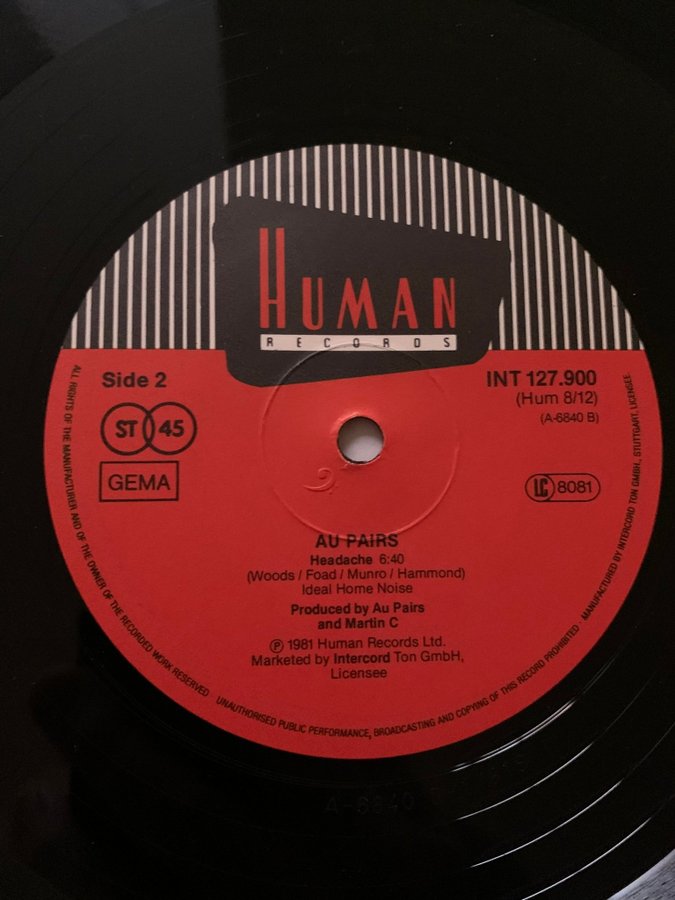 HUMAN
RECORDS
Side 2
INT 127.900
(Hum 8/12)
(A-6840 B)
ST 45
GEMA
LC 8081
AU PAIRS
Headache 6:40
(Woods / Foad / Munro / Hammond)
Ideal Home Noise
Produced by Au Pairs
and Martin C
Ⓟ 1981 Human Records Ltd.
Marketed by Intercord Ton GmbH,
Licensee
ALL RIGHTS OF THE MANUFACTURER AND OF THE OWNER OF THE RECORDED WORK RESERVED · UNAUTHORISED PUBLIC PERFORMANCE, BROADCASTING AND COPYING OF THIS RECORD PROHIBITED · MANUFACTURED BY INTERCORD TON GMBH, STUTTGART, LICENSEE.
A-6840